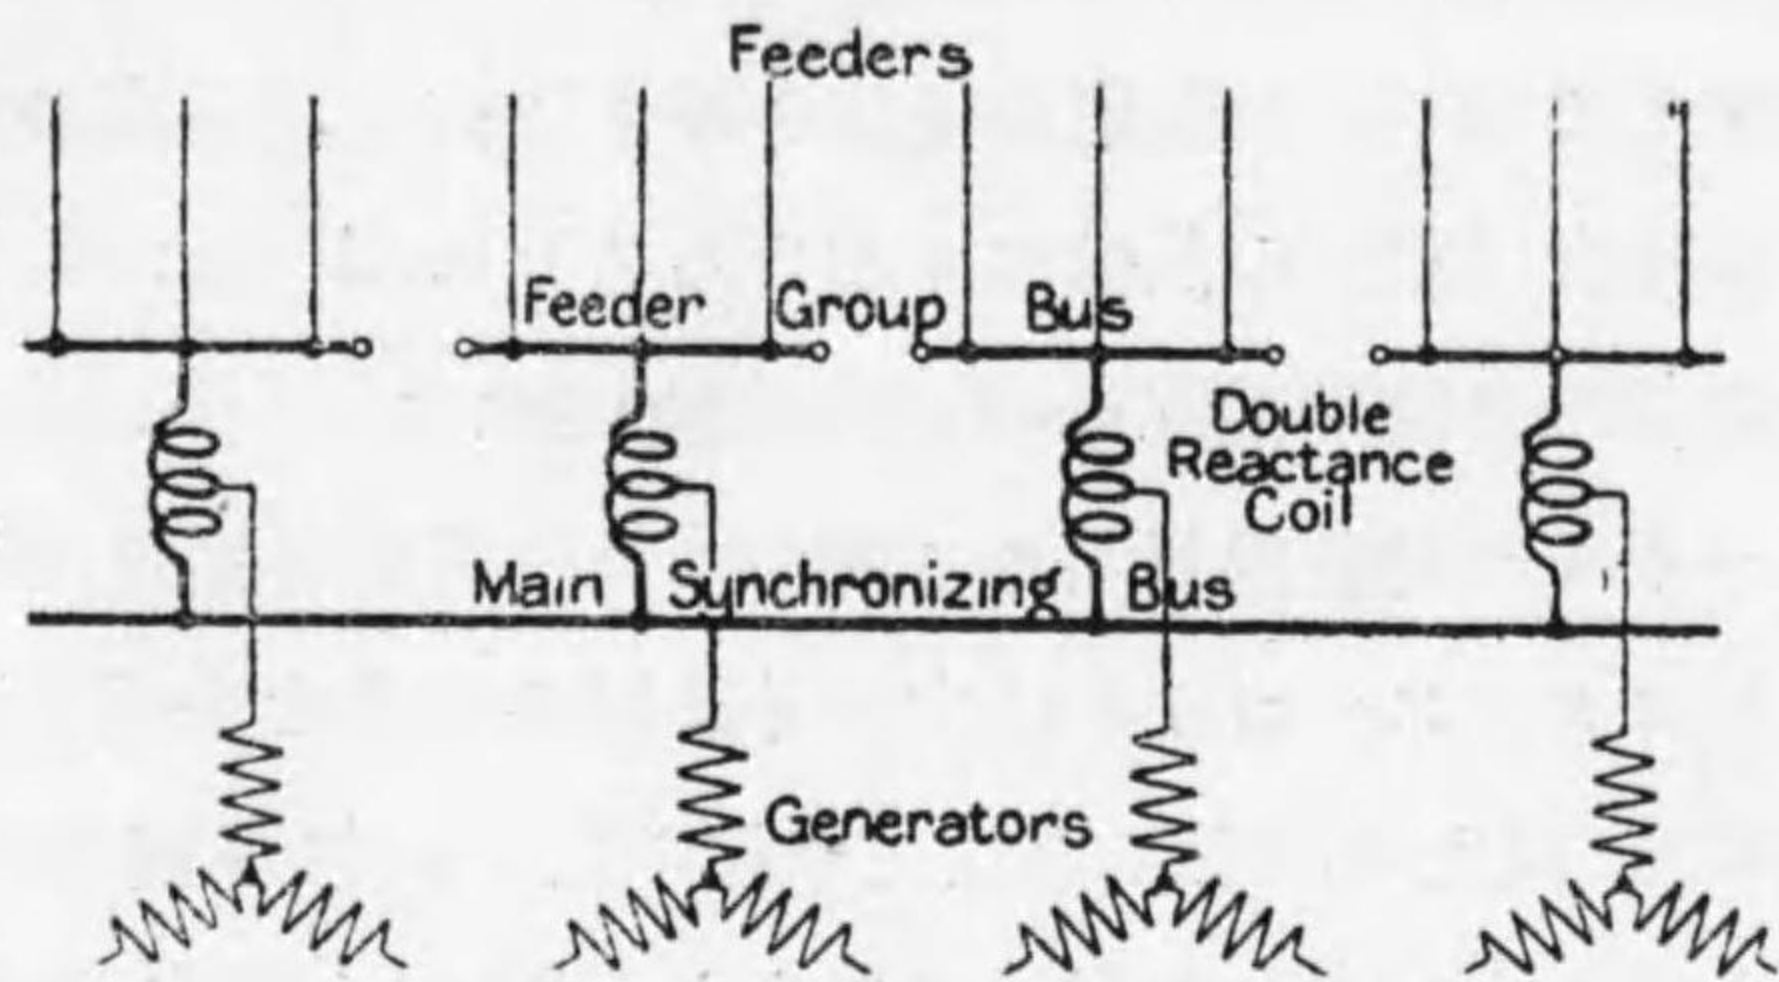 Feeders
Feeder Group Bus
Double
Reactance
Coil
Main Synchronizing Bus
Generators